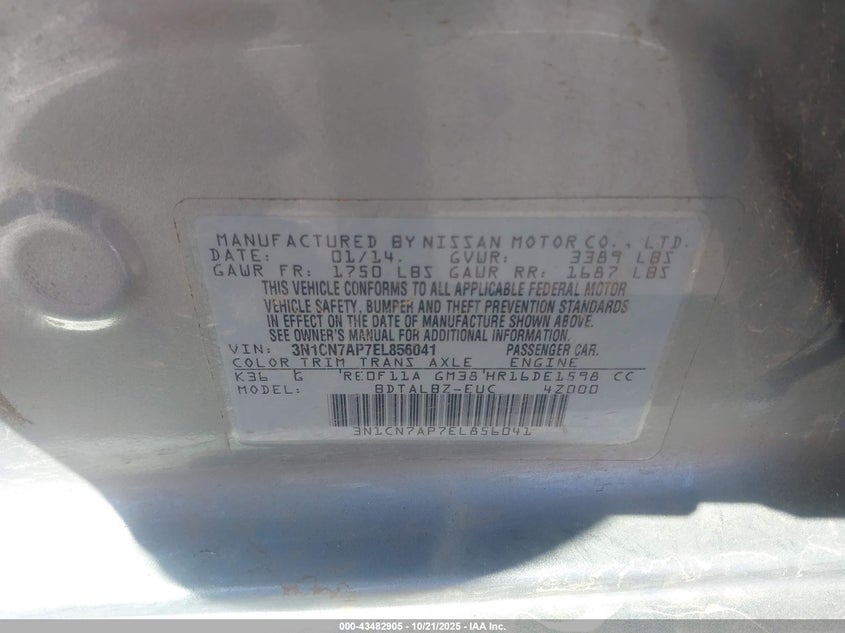 MANUFACTURED BY NISSAN MOTOR CO., LTD.
DATE: 01/14. GVWR: 3389 LBS
GAWR FR: 1750 LBS GAWR RR: 1687 LBS
THIS VEHICLE CONFORMS TO ALL APPLICABLE FEDERAL MOTOR
VEHICLE SAFETY, BUMPER AND THEFT PREVENTION STANDARDS
IN EFFECT ON THE DATE OF MANUFACTURE SHOWN ABOVE.
SEE OWNER'S MANUAL FOR ADDITIONAL INFORMATION.
VIN: 3N1CN7AP7EL856041 PASSENGER CAR.
COLOR TRIM TRANS AXLE ENGINE
K36 G 'RE0F11A GM38'HR16DE1598 CC
MODEL: BDTALBZ-EUC 4Z000
3N1CN7AP7EL856041
000-43482905 - 10/21/2025 - IAA Inc.